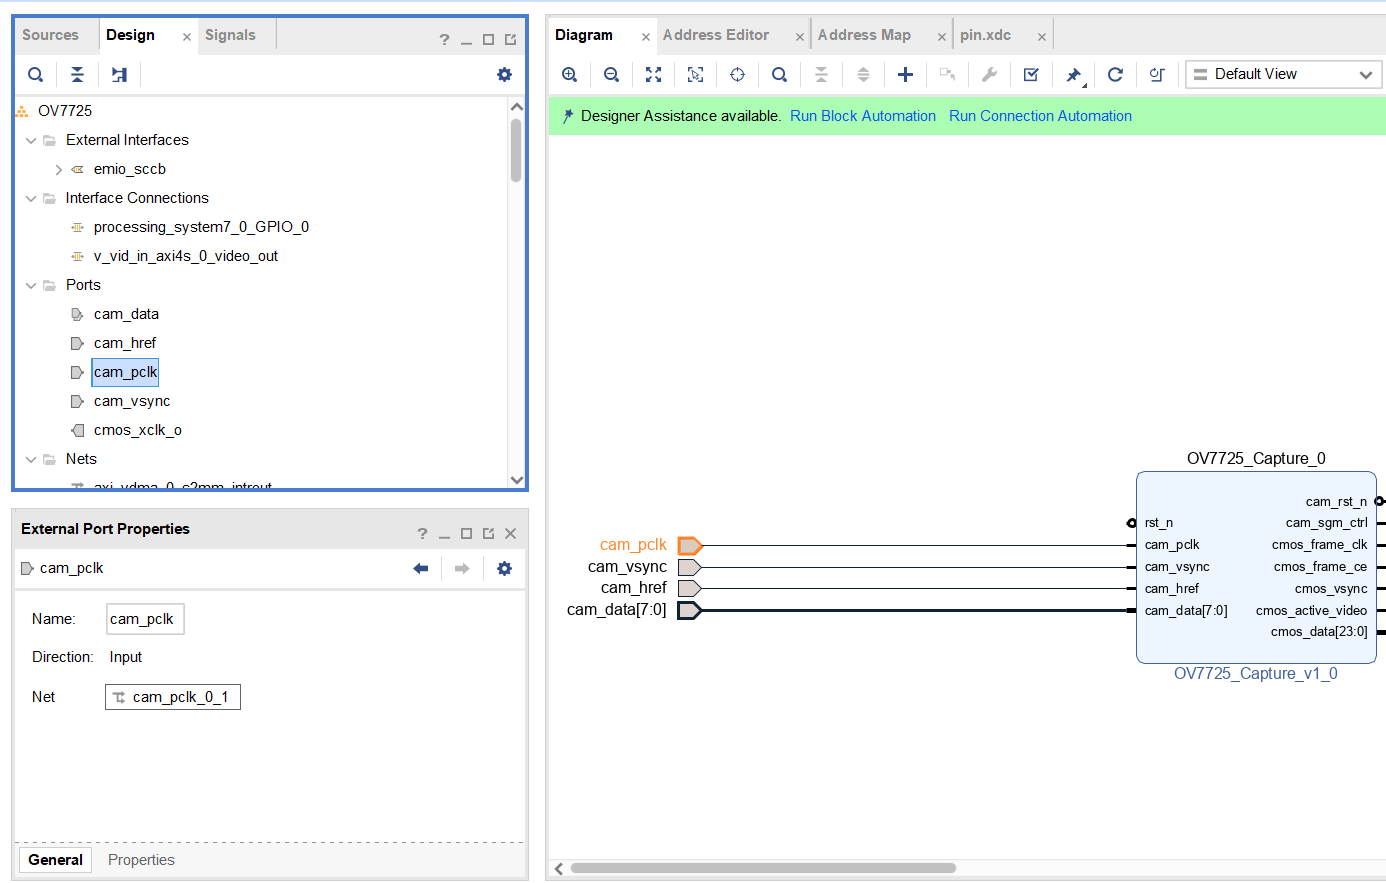 Sources
Design
Signals
OV7725
External Interfaces
emio_sccb
Interface Connections
processing_system7_0_GPIO_0
v_vid_in_axi4s_0_video_out
Ports
cam_data
cam_href
cam_pclk
cam_vsync
cmos_xclk_o
Nets
axi_vdma_0_s2mm_introut
External Port Properties
cam_pclk
Name: cam_pclk
Direction: Input
Net cam_pclk_0_1
General Properties
Diagram
Address Editor
Address Map
pin.xdc
Default View
Designer Assistance available. Run Block Automation Run Connection Automation
cam_pclk
cam_vsync
cam_href
cam_data[7:0]
OV7725_Capture_0
rst_n
cam_pclk
cam_vsync
cam_href
cam_data[7:0]
cam_rst_n
cam_sgm_ctrl
cmos_frame_clk
cmos_frame_ce
cmos_vsync
cmos_active_video
cmos_data[23:0]
OV7725_Capture_v1_0